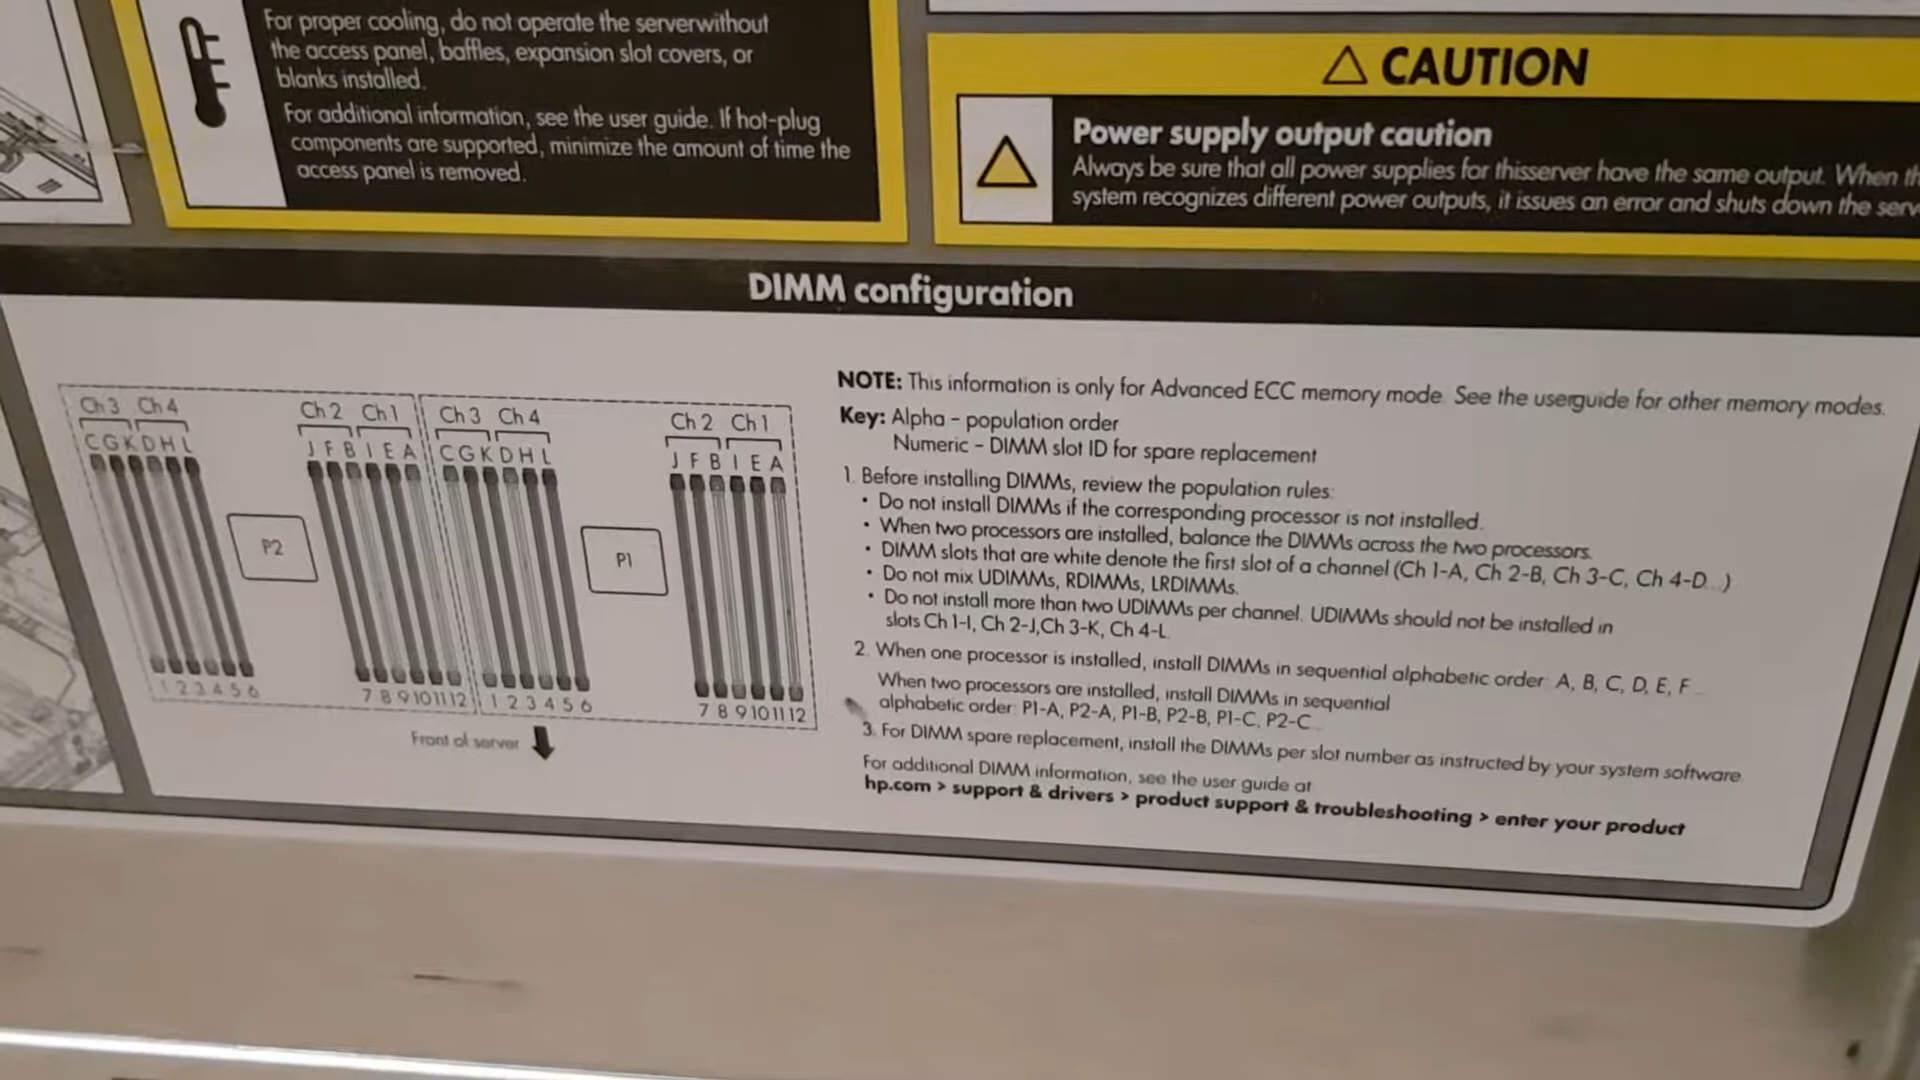 For proper cooling, do not operate the serverwithout
the access panel, baffles, expansion slot covers, or
blanks installed.
For additional information, see the user guide. If hot-plug
components are supported, minimize the amount of time the
access panel is removed.
CAUTION
Power supply output caution
Always be sure that all power supplies for thisserver have the same output. When
system recognizes different power outputs, it issues an error and shuts down the
DIMM configuration
Ch 3 Ch 4
C G K D H L
P2
1 2 3 4 5 6
Ch 2 Ch 1
J F B I E A
7 8 9 10 11 12
Ch 3 Ch 4
C G K D H L
P1
1 2 3 4 5 6
Ch 2 Ch 1
J F B I E A
7 8 9 10 11 12
Front of server
NOTE: This information is only for Advanced ECC memory mode. See the userguide for other memory modes.
Key: Alpha - population order
Numeric - DIMM slot ID for spare replacement
1. Before installing DIMMs, review the population rules:
• Do not install DIMMs if the corresponding processor is not installed.
• When two processors are installed, balance the DIMMs across the two processors.
• DIMM slots that are white denote the first slot of a channel (Ch 1-A, Ch 2-B, Ch 3-C, Ch 4-D...)
• Do not mix UDIMMs, RDIMMs, LRDIMMs.
• Do not install more than two UDIMMs per channel. UDIMMs should not be installed in
slots Ch 1-I, Ch 2-J,Ch 3-K, Ch 4-L
2. When one processor is installed, install DIMMs in sequential alphabetic order: A, B, C, D, E, F...
When two processors are installed, install DIMMs in sequential
alphabetic order: P1-A, P2-A, P1-B, P2-B, P1-C, P2-C...
3. For DIMM spare replacement, install the DIMMs per slot number as instructed by your system software.
For additional DIMM information, see the user guide at
hp.com > support & drivers > product support & troubleshooting > enter your product